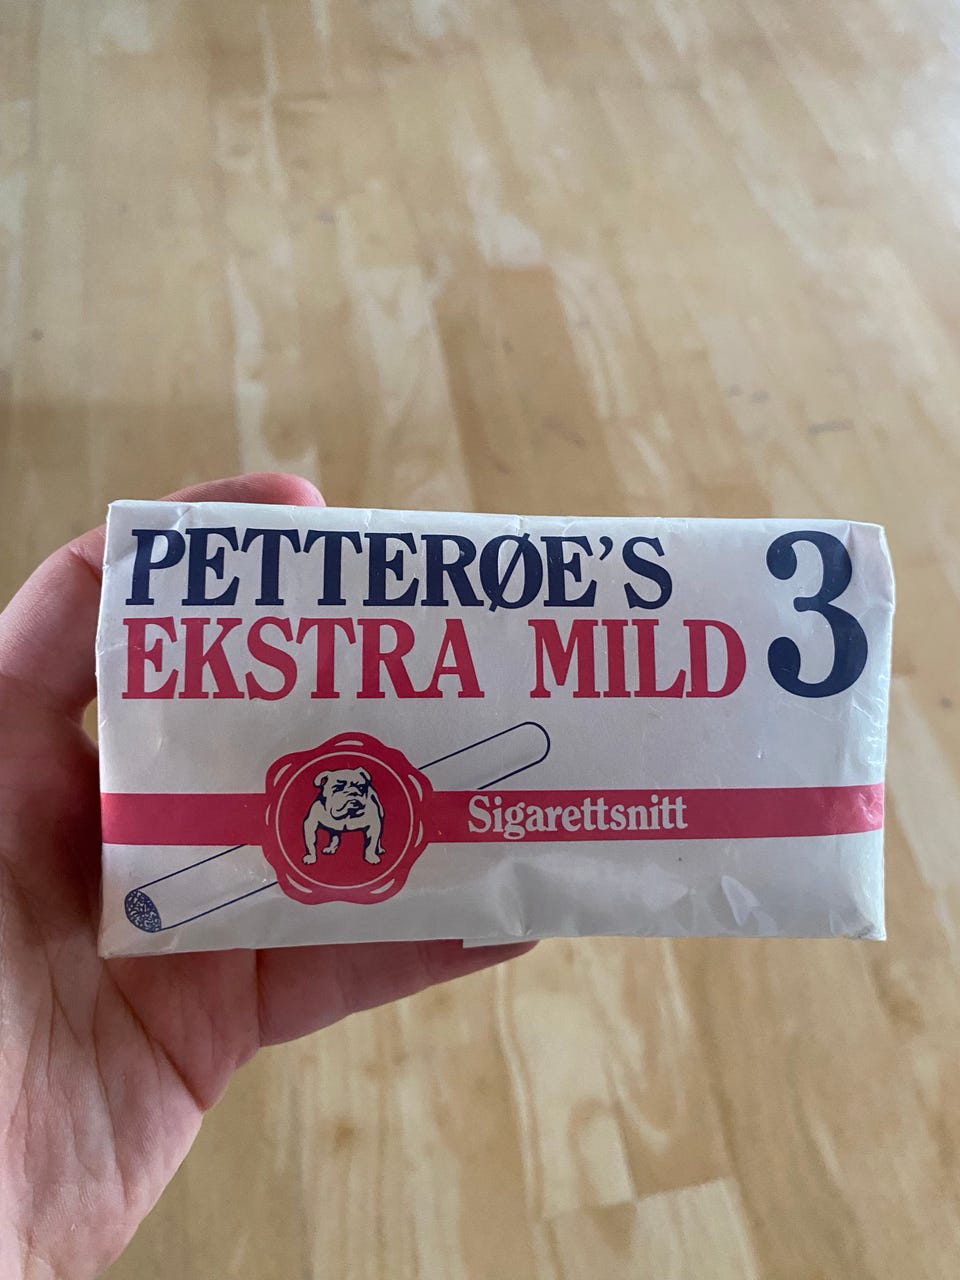 PETTERØE'S 3
EKSTRA MILD
Sigarettsnitt